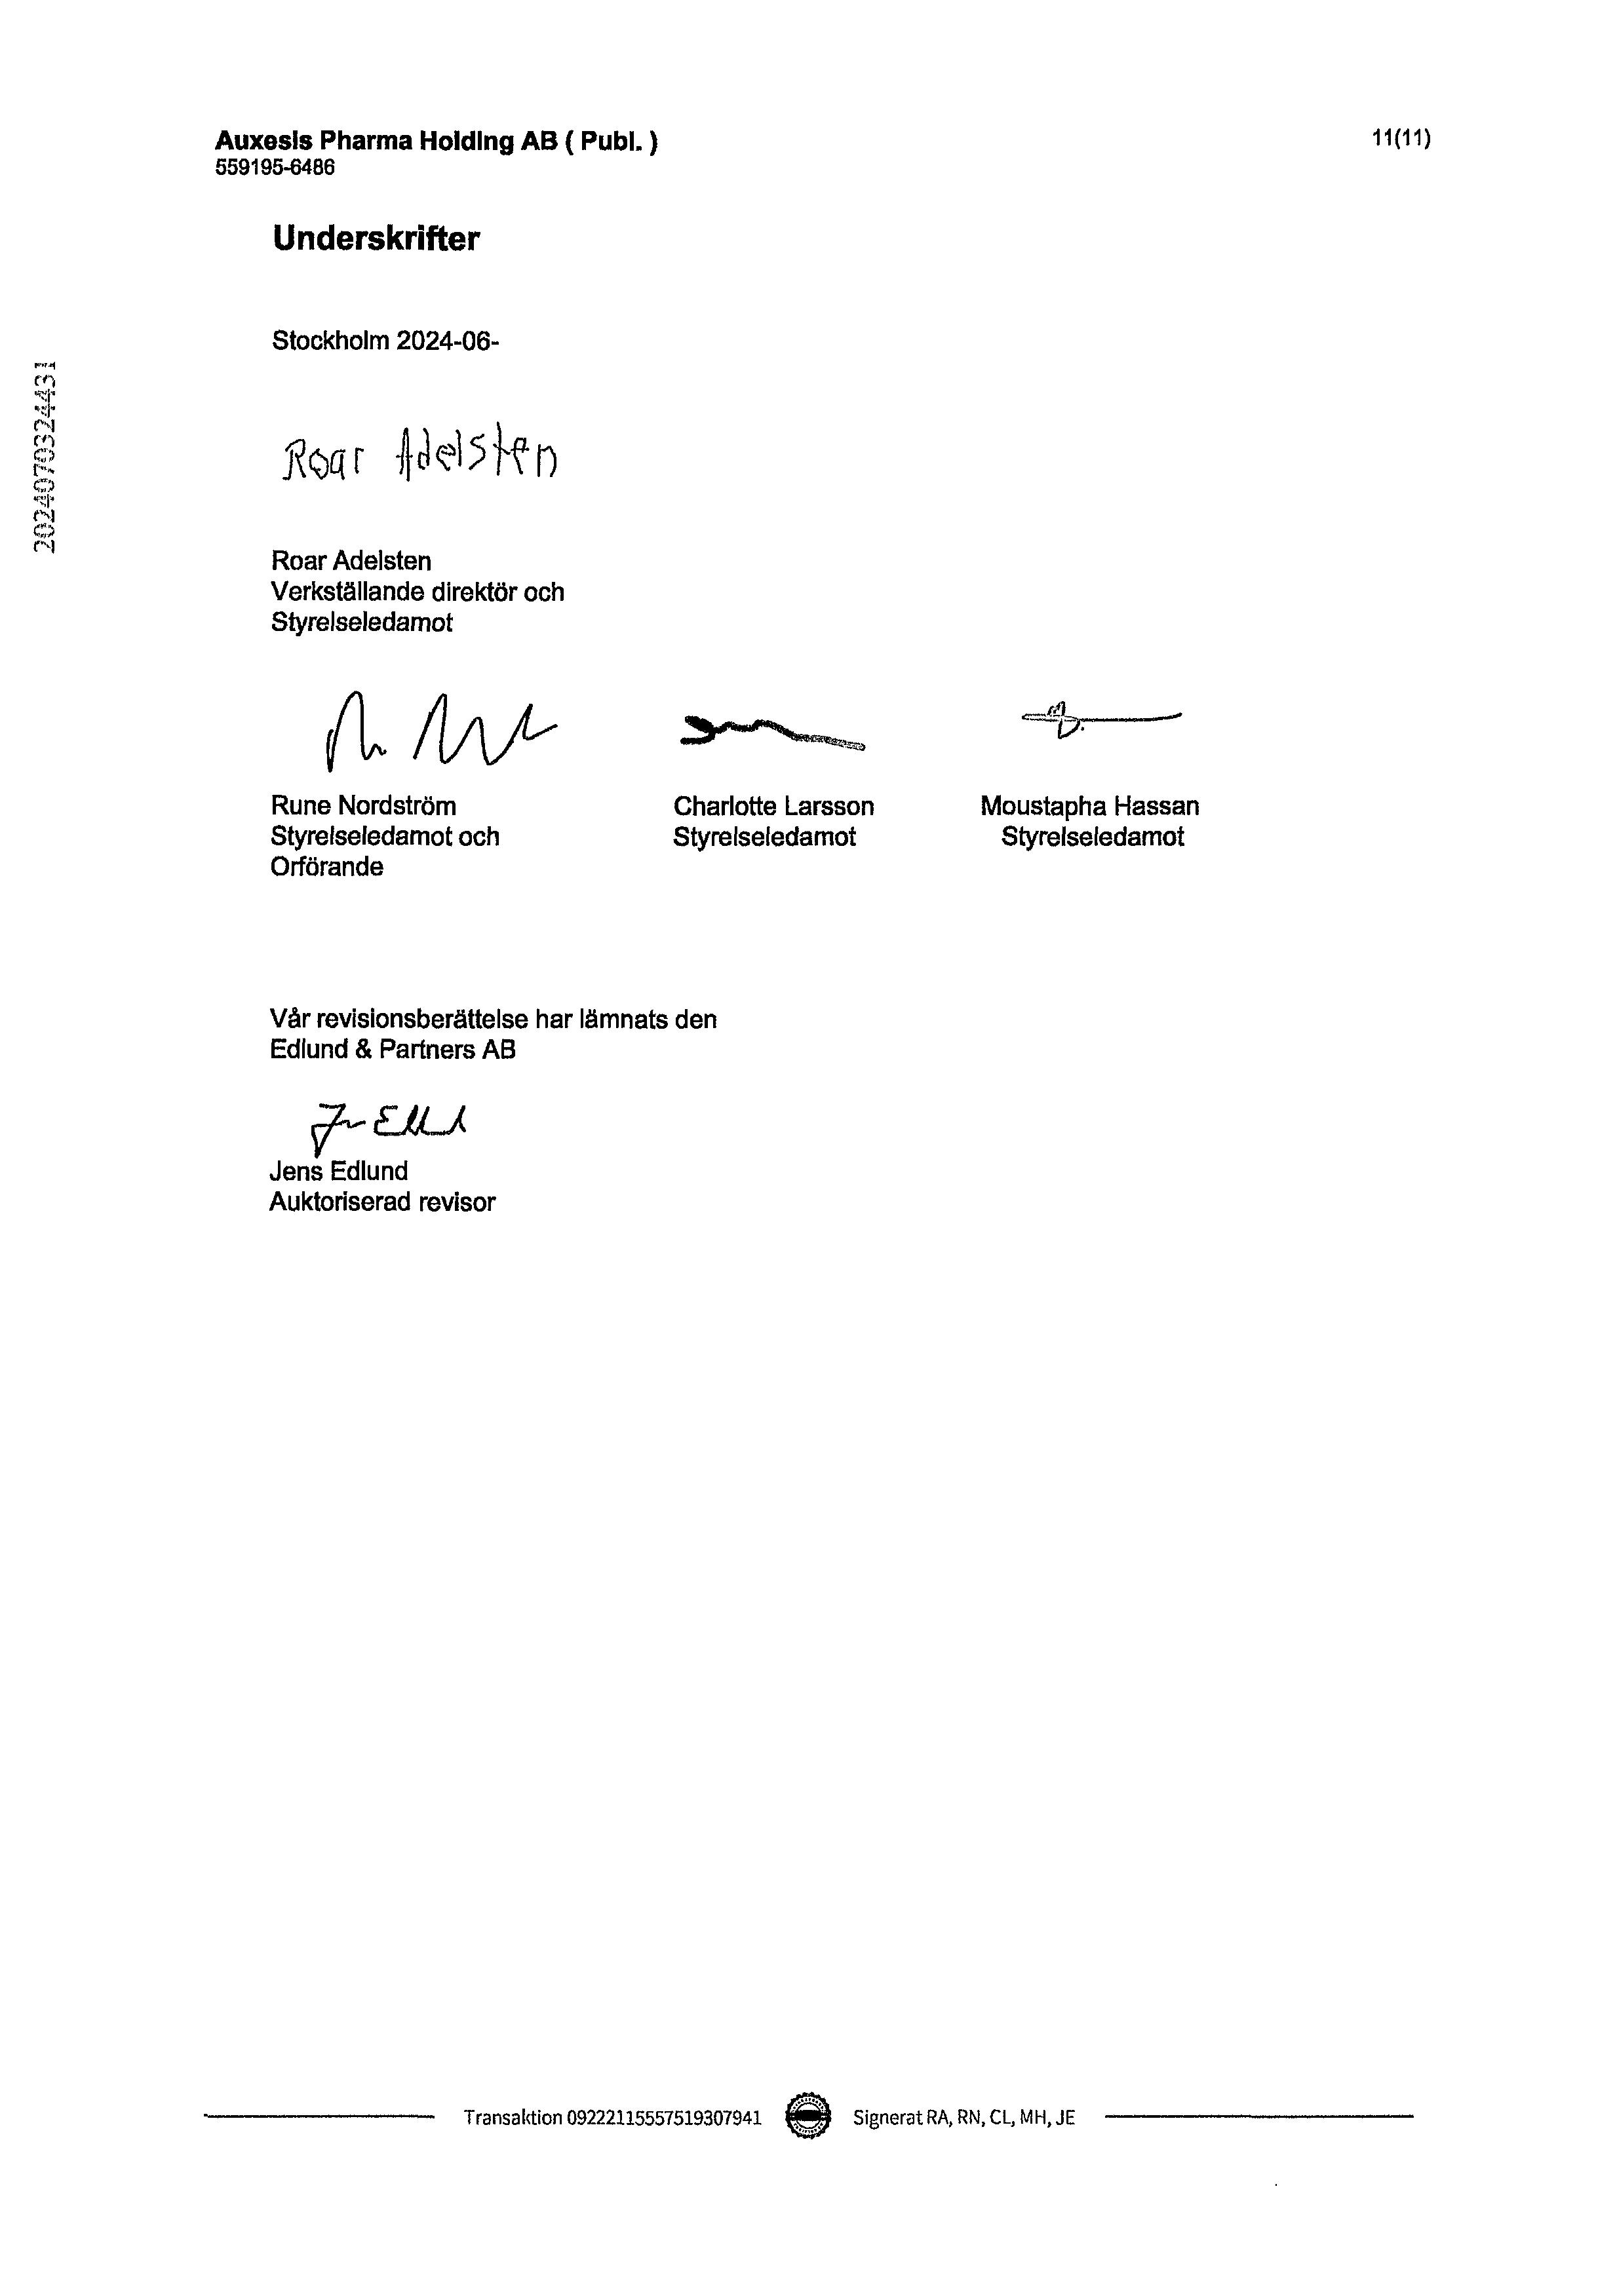 Auxesis Pharma Holding AB ( Publ. )
11(11)
559195-6486
Underskrifter
Stockholm 2024-06-
2024070324431
Roar Adelsten
Roar Adelsten
Verkställande direktör och
Styrelseledamot
Rune Nordström
Styrelseledamot och
Orförande
Charlotte Larsson
Styrelseledamot
Moustapha Hassan
Styrelseledamot
Vår revisionsberättelse har lämnats den
Edlund & Partners AB
Jens Edlund
Auktoriserad revisor
Transaktion 09222115557519307941
Signerat RA, RN, CL, MH, JE